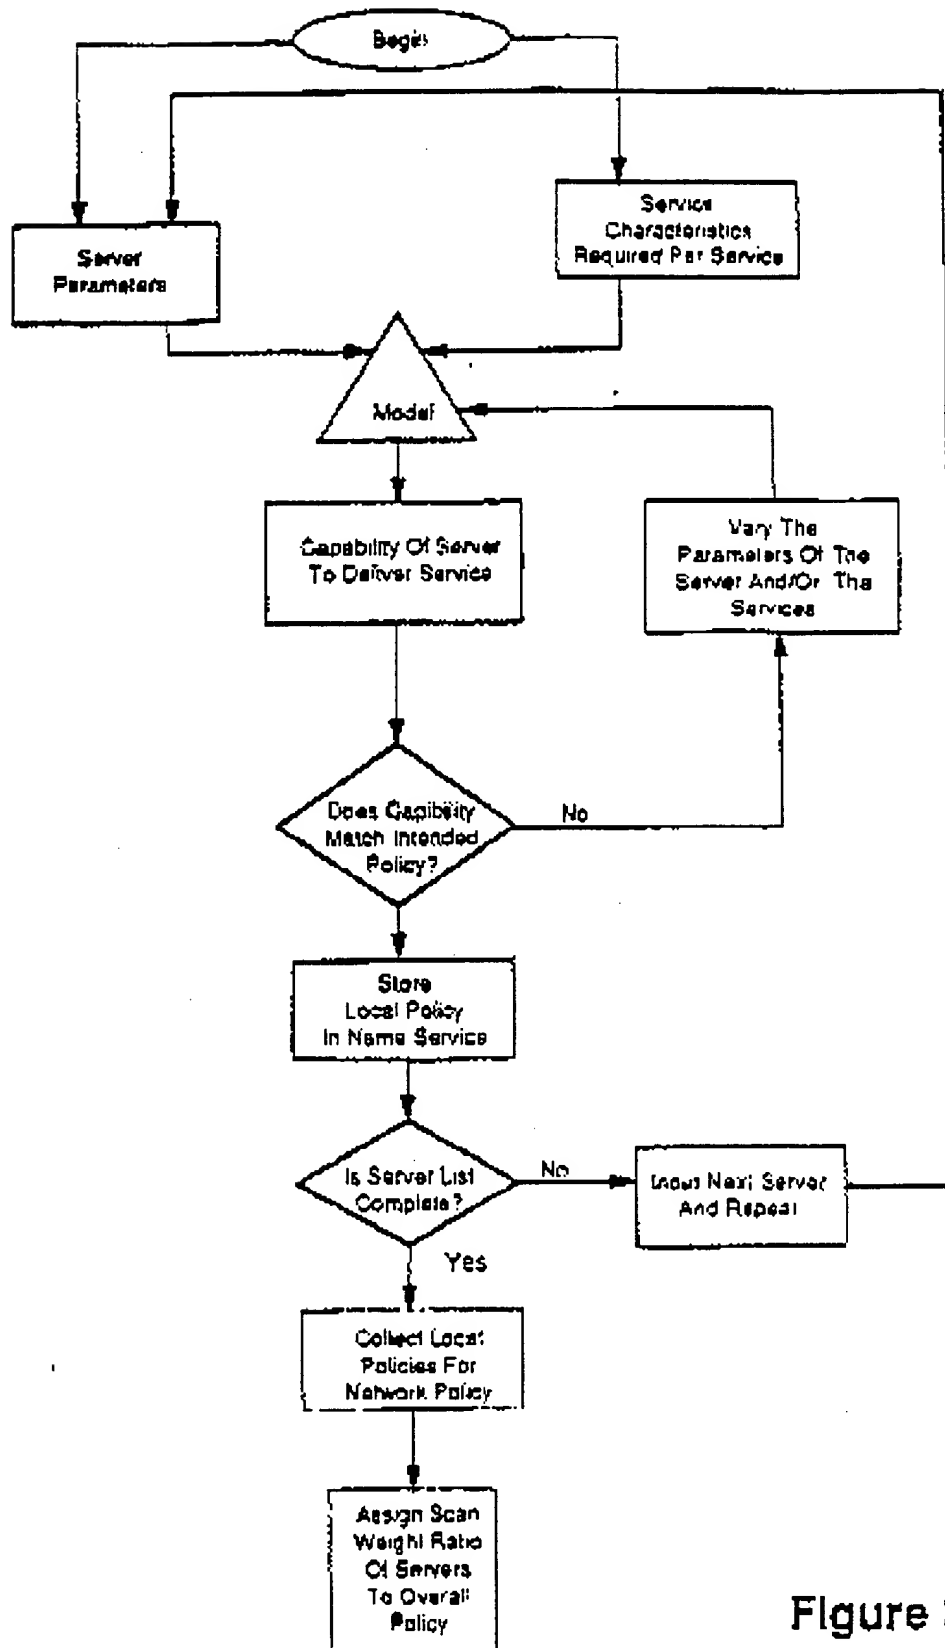 Begin
Server
Parameters
Service
Characteristics
Required Per Service
Model
Capability Of Server
To Deliver Service
Vary The
Parameters Of The
Server And/Or The
Services
Does Capibility
Match Intended
Policy?
No
Store
Local Policy
In Name Service
Is Server List
Complete?
No
Input Next Server
And Repeat
Yes
Collect Local
Policies For
Network Policy
Assign Scan
Weight Ratio
Of Servers
To Overall
Policy
Figure